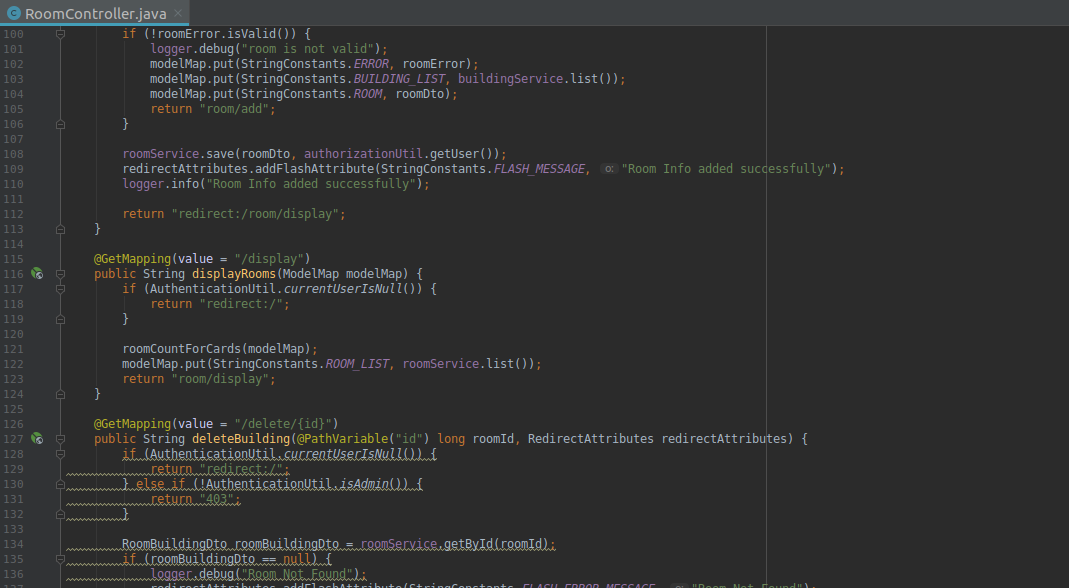 RoomController.java ×
100 if (!roomError.isValid()) {
101 logger.debug("room is not valid");
102 modelMap.put(StringConstants.ERROR, roomError);
103 modelMap.put(StringConstants.BUILDING_LIST, buildingService.list());
104 modelMap.put(StringConstants.ROOM, roomDto);
105 return "room/add";
106 }
107
108 roomService.save(roomDto, authorizationUtil.getUser());
109 redirectAttributes.addFlashAttribute(StringConstants.FLASH_MESSAGE, o: "Room Info added successfully");
110 logger.info("Room Info added successfully");
111
112 return "redirect:/room/display";
113 }
114
115 @GetMapping(value = "/display")
116 public String displayRooms(ModelMap modelMap) {
117 if (AuthenticationUtil.currentUserIsNull()) {
118 return "redirect:/";
119 }
120
121 roomCountForCards(modelMap);
122 modelMap.put(StringConstants.ROOM_LIST, roomService.list());
123 return "room/display";
124 }
125
126 @GetMapping(value = "/delete/{id}")
127 public String deleteBuilding(@PathVariable("id") long roomId, RedirectAttributes redirectAttributes) {
128 if (AuthenticationUtil.currentUserIsNull()) {
129 return "redirect:/";
130 } else if (!AuthenticationUtil.isAdmin()) {
131 return "403";
132 }
133
134 RoomBuildingDto roomBuildingDto = roomService.getById(roomId);
135 if (roomBuildingDto == null) {
136 logger.debug("Room Not Found");
137 redirectAttributes.addFlashAttribute(StringConstants.FLASH_ERROR_MESSAGE, o: "Room Not Found");